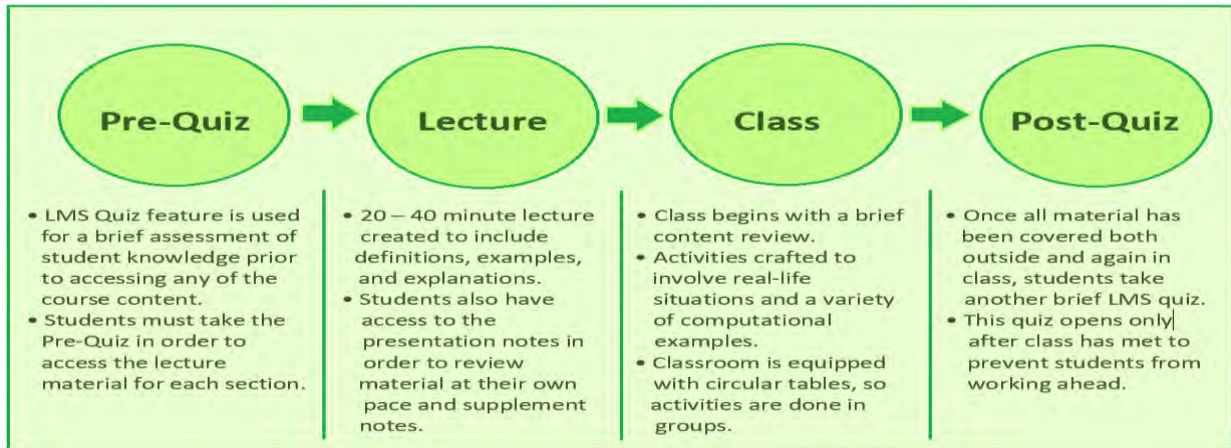 Pre-Quiz
Lecture
Class
Post-Quiz
• LMS Quiz feature is used
for a brief assessment of
student knowledge prior
to accessing any of the
course content.
• Students must take the
Pre-Quiz in order to
access the lecture
material for each section.
• 20 – 40 minute lecture
created to include
definitions, examples,
and explanations.
• Students also have
access to the
presentation notes in
order to review
material at their own
pace and supplement
notes.
• Class begins with a brief
content review.
• Activities crafted to
involve real-life
situations and a variety
of computational
examples.
• Classroom is equipped
with circular tables, so
activities are done in
groups.
• Once all material has
been covered both
outside and again in
class, students take
another brief LMS quiz.
• This quiz opens only
after class has met to
prevent students from
working ahead.